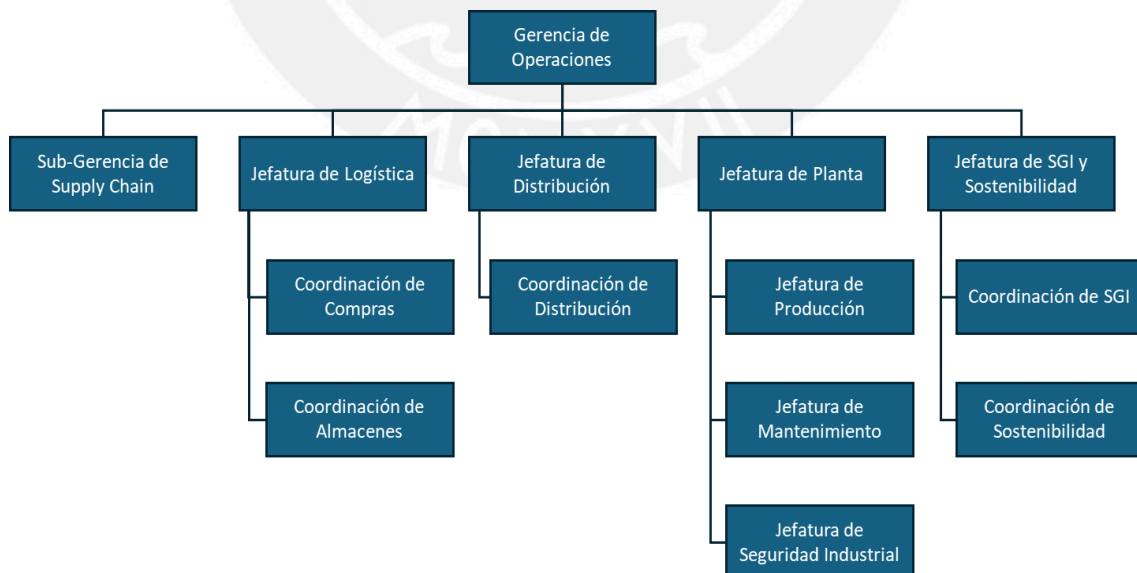 Gerencia de
Operaciones
Sub-Gerencia de
Supply Chain
Jefatura de Logística
Jefatura de
Distribución
Jefatura de Planta
Jefatura de SGI y
Sostenibilidad
Coordinación de
Compras
Coordinación de
Distribución
Jefatura de
Producción
Coordinación de SGI
Coordinación de
Almacenes
Jefatura de
Mantenimiento
Coordinación de
Sostenibilidad
Jefatura de
Seguridad Industrial